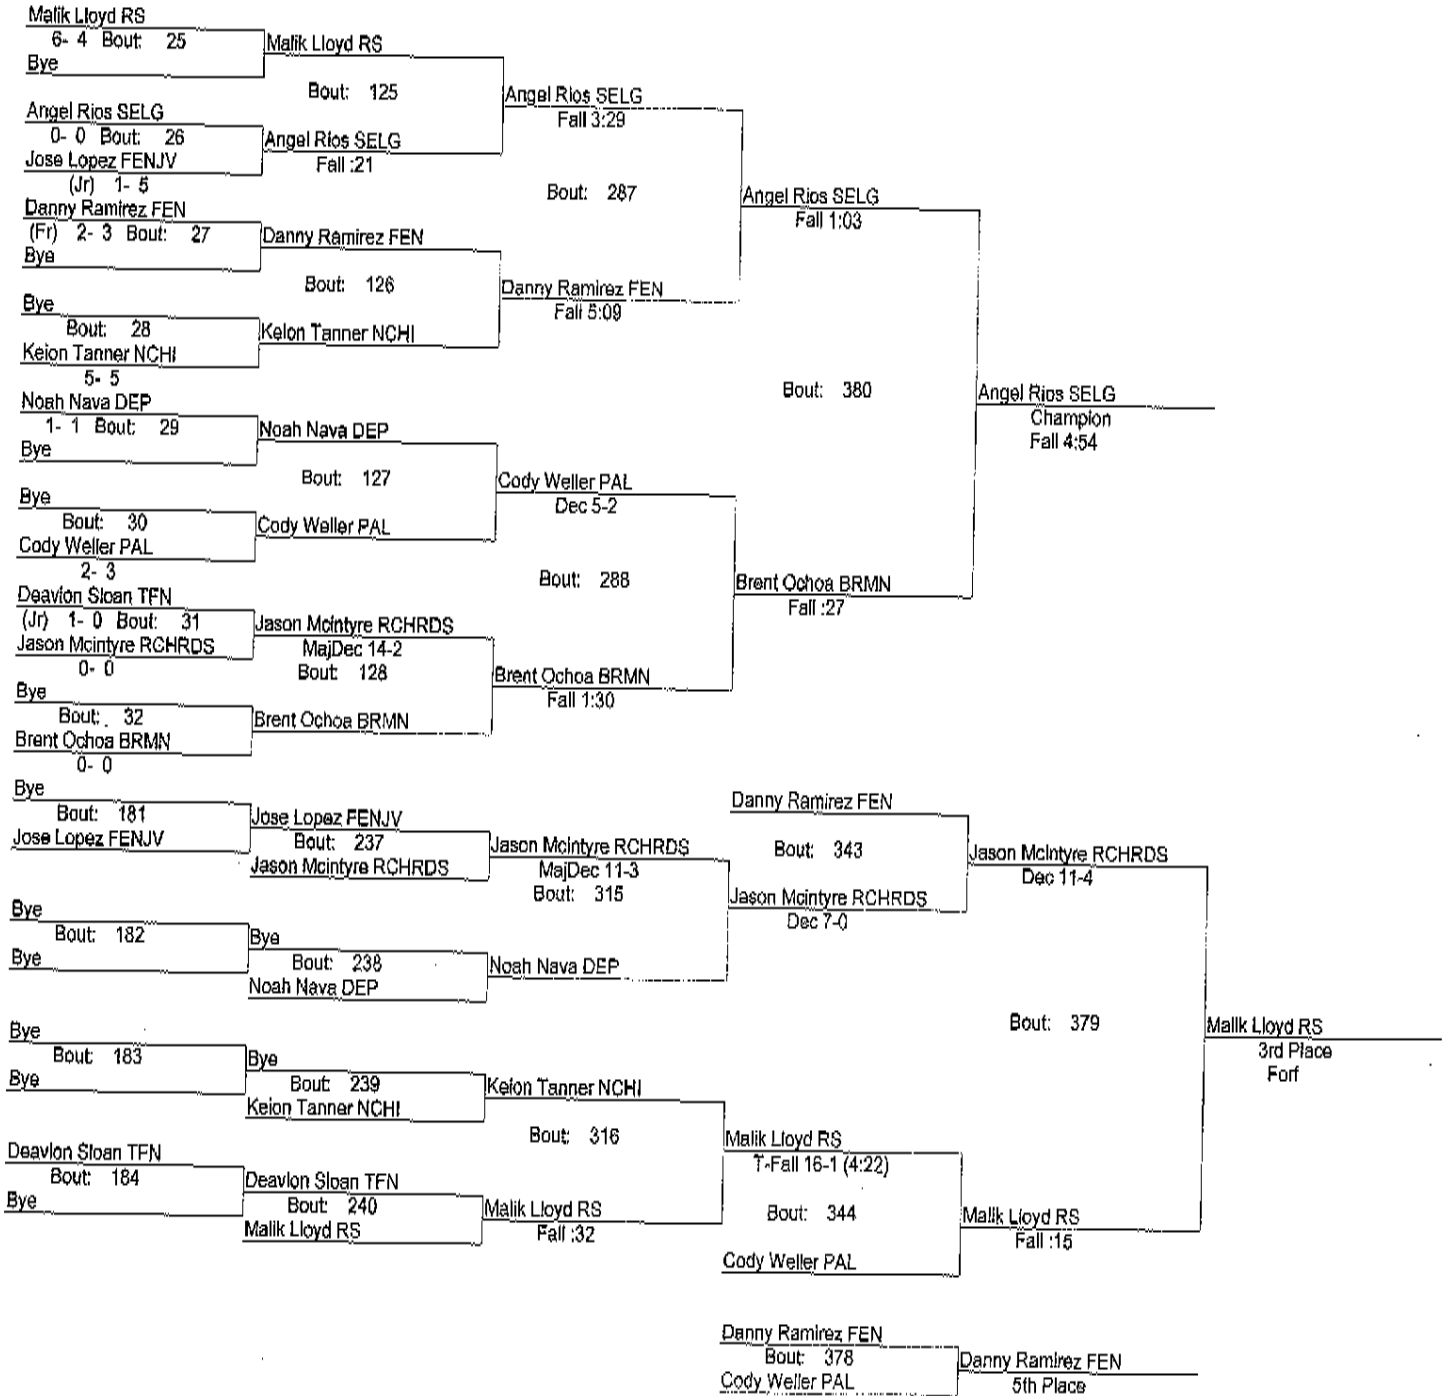 Malik Lloyd RS
6- 4 Bout: 25
Bye
Malik Lloyd RS
Bout: 125
Angel Rios SELG
0- 0 Bout: 26
Jose Lopez FENJV
(Jr) 1- 5
Angel Rios SELG
Fall :21
Angel Rios SELG
Fall 3:29
Bout: 287
Danny Ramirez FEN
(Fr) 2- 3 Bout: 27
Bye
Danny Ramirez FEN
Bout: 126
Bye
Bout: 28
Keion Tanner NCHI
5- 5
Keion Tanner NCHI
Danny Ramirez FEN
Fall 5:09
Angel Rios SELG
Fall 1:03
Bout: 380
Angel Rios SELG
Champion
Fall 4:54
Noah Nava DEP
1- 1 Bout: 29
Bye
Noah Nava DEP
Bout: 127
Bye
Bout: 30
Cody Weller PAL
2- 3
Cody Weller PAL
Cody Weller PAL
Dec 5-2
Bout: 288
Deavion Sloan TFN
(Jr) 1- 0 Bout: 31
Jason Mcintyre RCHRDS
0- 0
Jason Mcintyre RCHRDS
MajDec 14-2
Bout: 128
Bye
Bout: 32
Brent Ochoa BRMN
0- 0
Brent Ochoa BRMN
Brent Ochoa BRMN
Fall 1:30
Brent Ochoa BRMN
Fall :27
Bye
Bout: 181
Jose Lopez FENJV
Jose Lopez FENJV
Bout: 237
Jason Mcintyre RCHRDS
Jason Mcintyre RCHRDS
MajDec 11-3
Bout: 315
Bye
Bout: 182
Bye
Bye
Bout: 238
Noah Nava DEP
Noah Nava DEP
Danny Ramirez FEN
Bout: 343
Jason Mcintyre RCHRDS
Dec 7-0
Jason Mcintyre RCHRDS
Dec 11-4
Bout: 379
Malik Lloyd RS
3rd Place
Forf
Bye
Bout: 183
Bye
Bye
Bout: 239
Keion Tanner NCHI
Keion Tanner NCHI
Bout: 316
Deavion Sloan TFN
Bout: 184
Bye
Deavion Sloan TFN
Bout: 240
Malik Lloyd RS
Malik Lloyd RS
Fall :32
Malik Lloyd RS
T-Fall 16-1 (4:22)
Bout: 344
Cody Weller PAL
Malik Lloyd RS
Fall :15
Danny Ramirez FEN
Bout: 378
Cody Weller PAL
Danny Ramirez FEN
5th Place